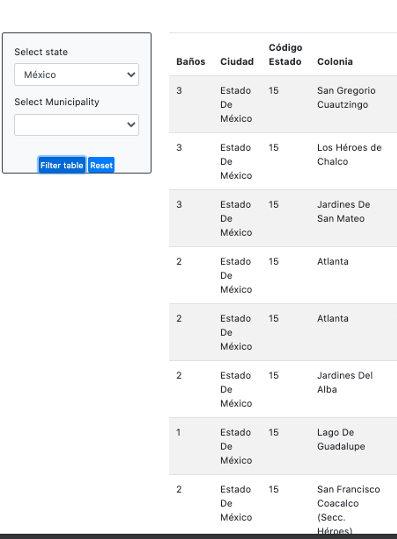 Select state
México
Select Municipality
Filter table Reset
Baños Ciudad Código Estado Colonia
3 Estado De México 15 San Gregorio Cuautzingo
3 Estado De México 15 Los Héroes de Chalco
3 Estado De México 15 Jardines De San Mateo
2 Estado De México 15 Atlanta
2 Estado De México 15 Atlanta
2 Estado De México 15 Jardines Del Alba
1 Estado De México 15 Lago De Guadalupe
2 Estado De México 15 San Francisco Coacalco (Secc. Héroes)